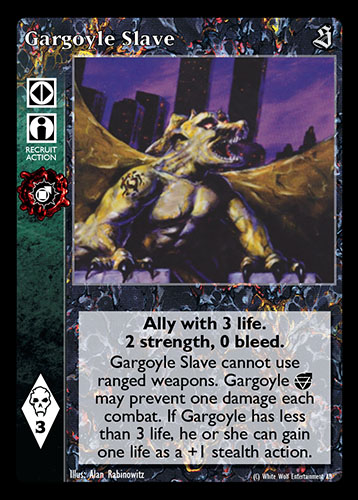 Gargoyle Slave
RECRUIT
ACTION
3
Ally with 3 life.
2 strength, 0 bleed.
Gargoyle Slave cannot use
ranged weapons. Gargoyle
may prevent one damage each
combat. If Gargoyle has less
than 3 life, he or she can gain
one life as a +1 stealth action.
Illus: Alan Rabinowitz